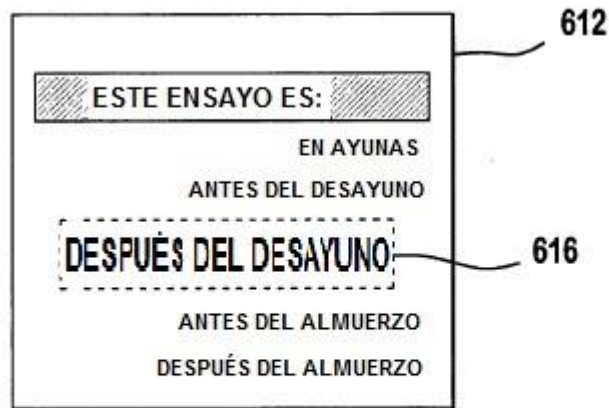 612
ESTE ENSAYO ES:
EN AYUNAS
ANTES DEL DESAYUNO
DESPUÉS DEL DESAYUNO
616
ANTES DEL ALMUERZO
DESPUÉS DEL ALMUERZO